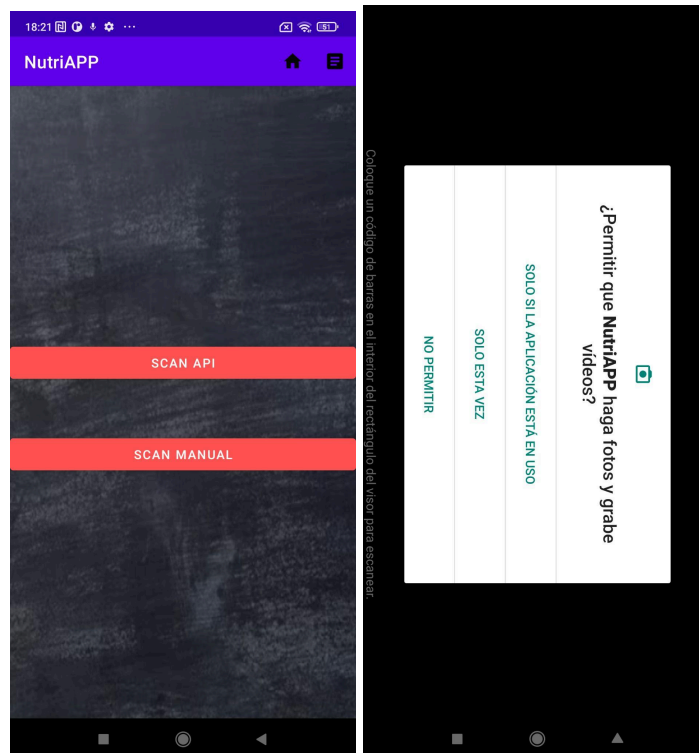 18:21
51
NutriAPP
SCAN API
SCAN MANUAL
¿Permitir que NutriAPP haga fotos y grabe
vídeos?
SOLO SI LA APLICACIÓN ESTÁ EN USO
SOLO ESTA VEZ
NO PERMITIR
Coloque un código de barras en el interior del rectángulo del visor para escanear.